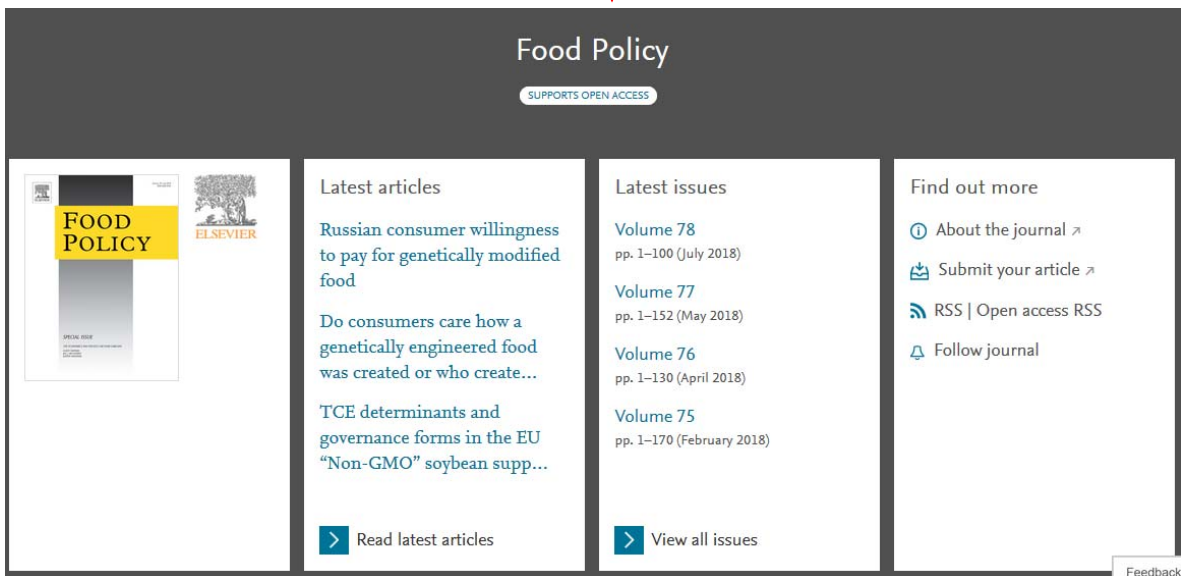 Food Policy
SUPPORTS OPEN ACCESS
FOOD
POLICY
SPECIAL ISSUE
ELSEVIER
Latest articles
Russian consumer willingness
to pay for genetically modified
food
Do consumers care how a
genetically engineered food
was created or who create...
TCE determinants and
governance forms in the EU
“Non-GMO” soybean supp...
Read latest articles
Latest issues
Volume 78
pp. 1–100 (July 2018)
Volume 77
pp. 1–152 (May 2018)
Volume 76
pp. 1–130 (April 2018)
Volume 75
pp. 1–170 (February 2018)
View all issues
Find out more
About the journal
Submit your article
RSS | Open access RSS
Follow journal
Feedback